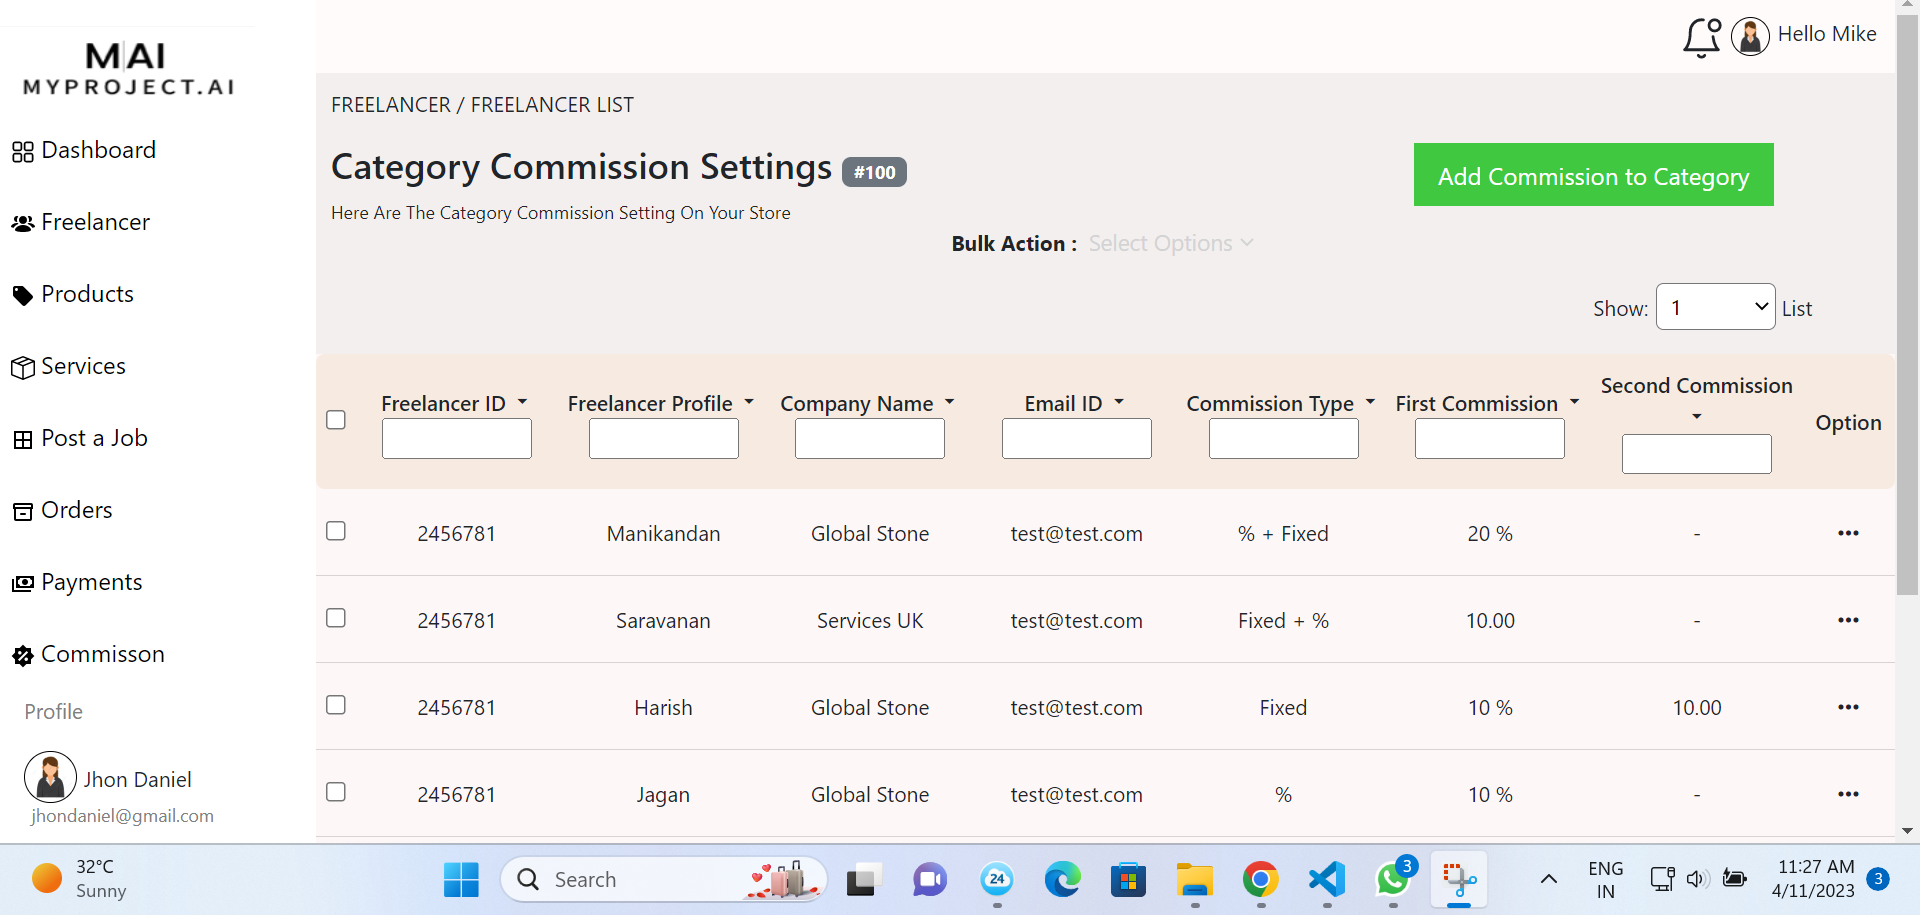 MAI
MYPROJECT.AI
Dashboard
Freelancer
Products
Services
Post a Job
Orders
Payments
Commisson
Profile
Jhon Daniel
jhondaniel@gmail.com
Hello Mike
FREELANCER / FREELANCER LIST
Category Commission Settings #100
Add Commission to Category
Here Are The Category Commission Setting On Your Store
Bulk Action : Select Options
Show: 1 List
Freelancer ID Freelancer Profile Company Name Email ID Commission Type First Commission Second Commission Option
2456781 Manikandan Global Stone test@test.com % + Fixed 20 % - •••
2456781 Saravanan Services UK test@test.com Fixed + % 10.00 - •••
2456781 Harish Global Stone test@test.com Fixed 10 % 10.00 •••
2456781 Jagan Global Stone test@test.com % 10 % - •••
32°C
Sunny
Search
24
3
ENG
IN
11:27 AM
4/11/2023
3